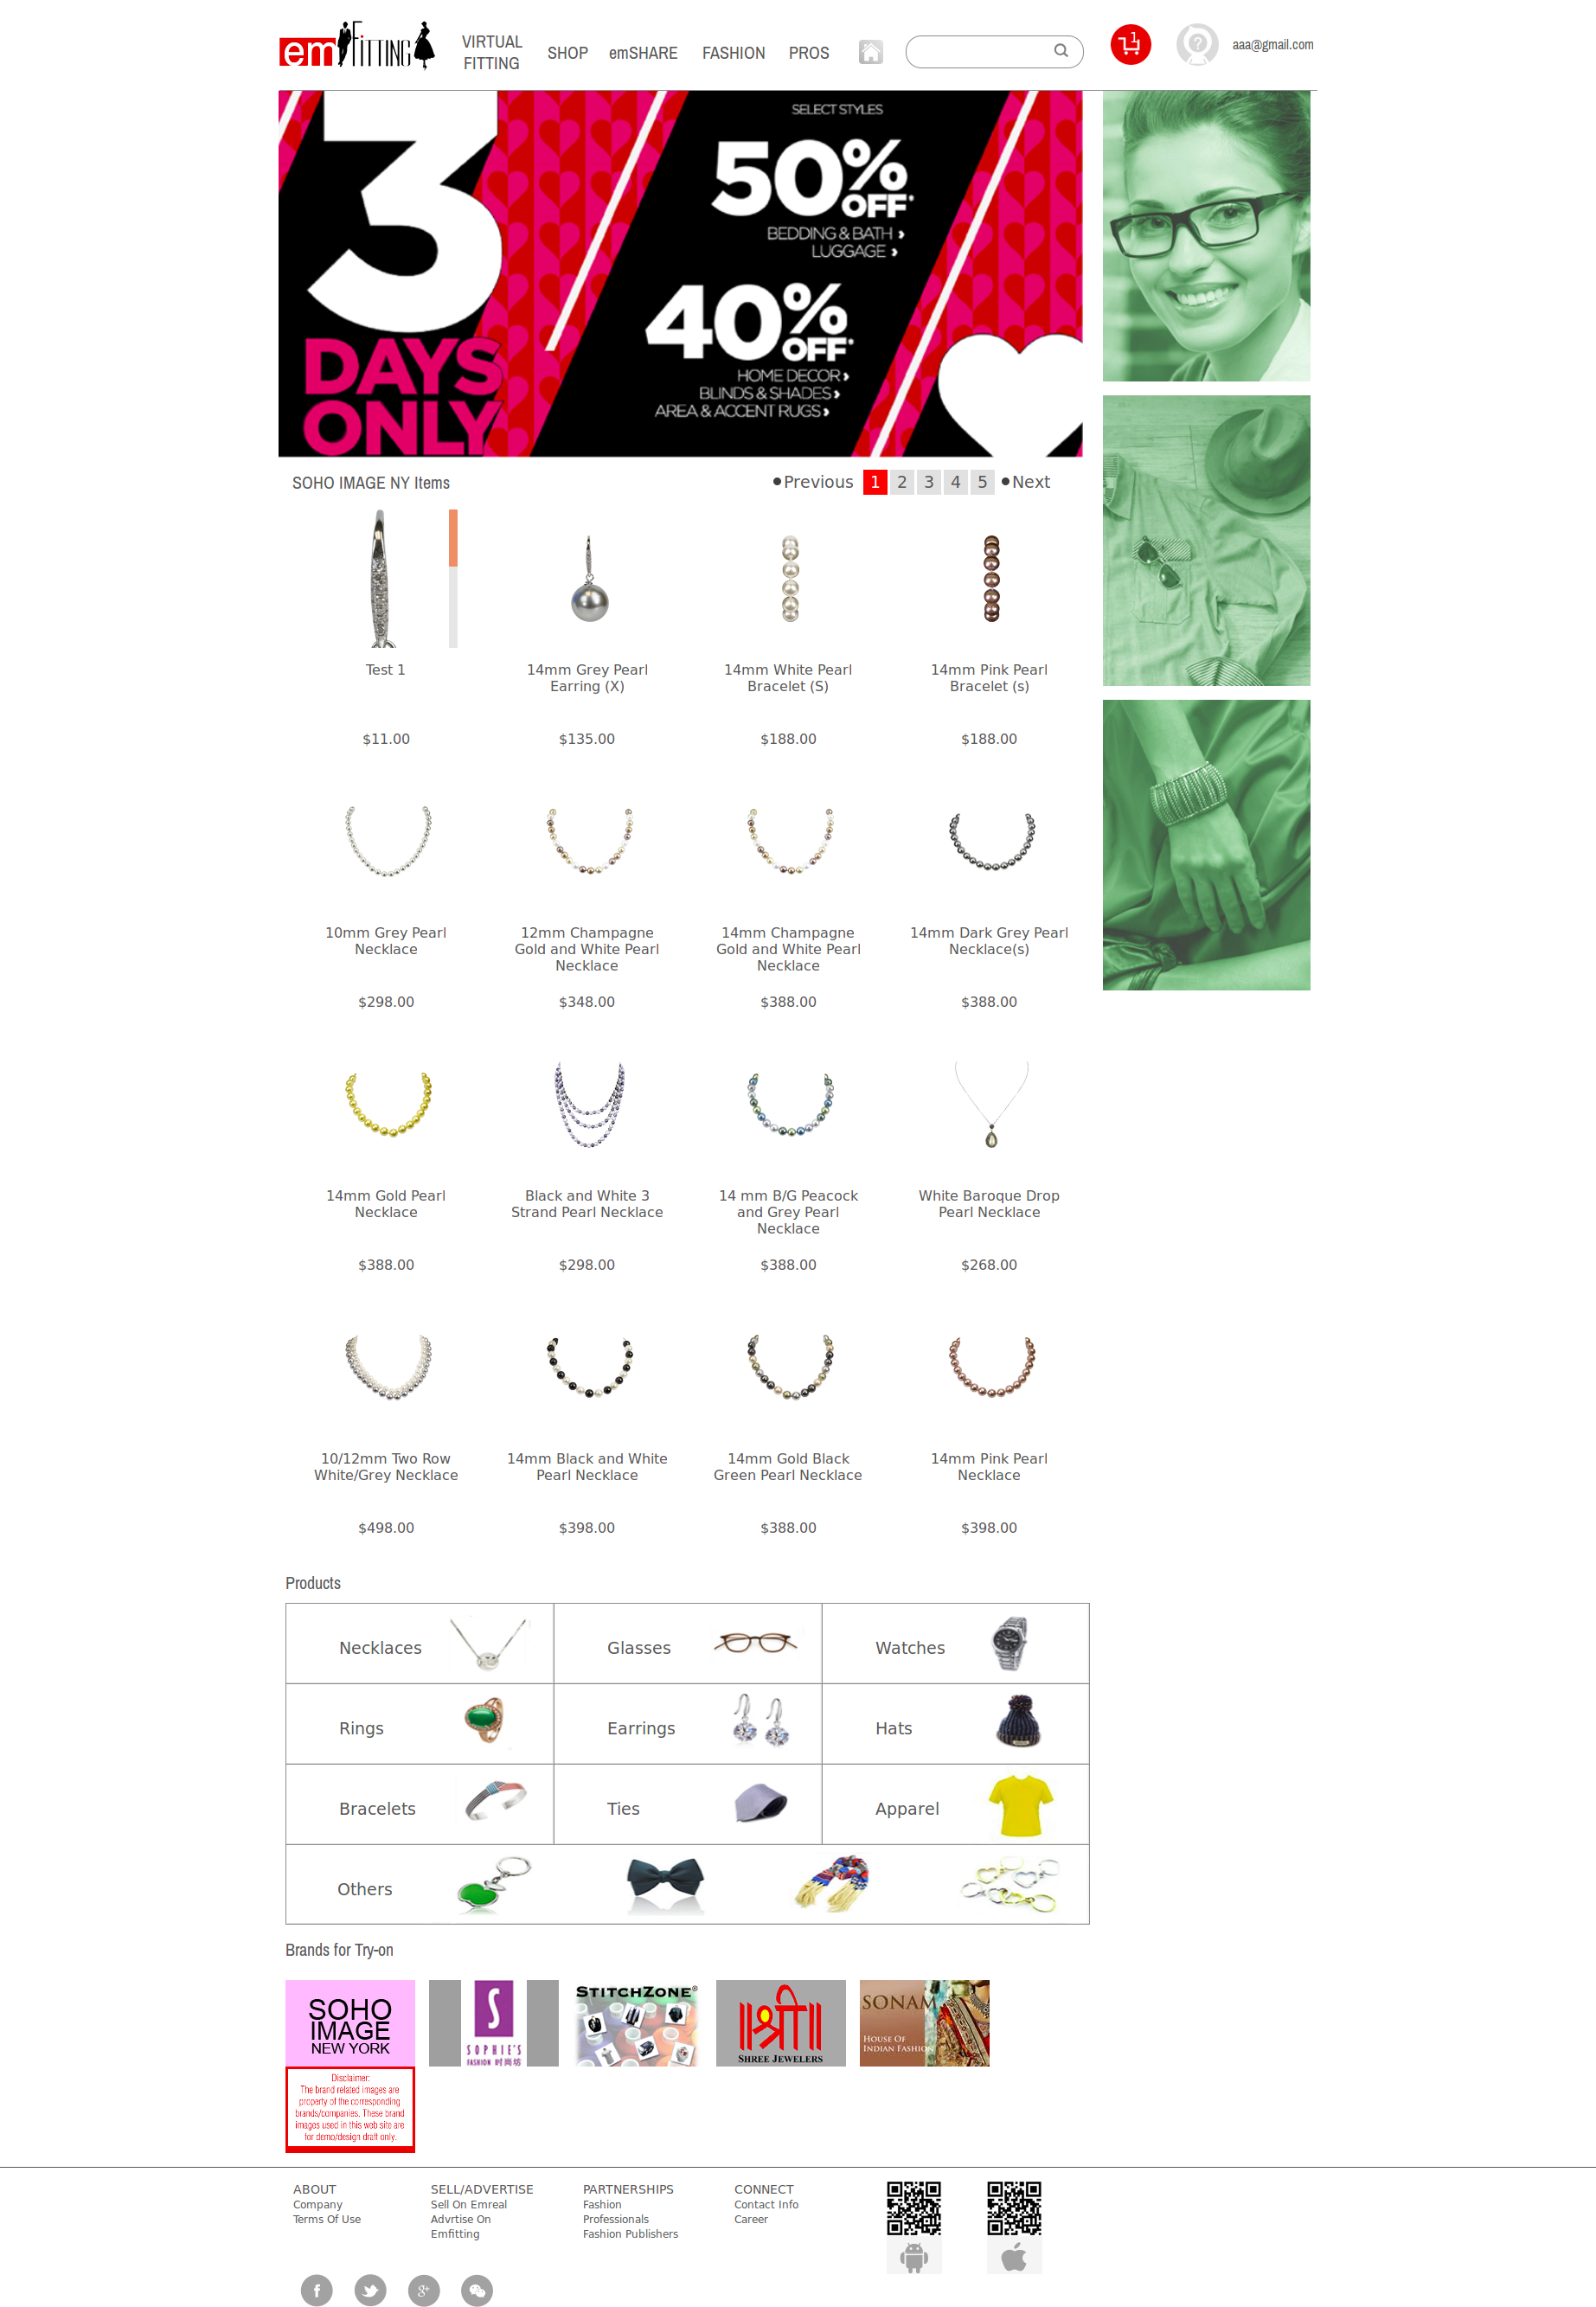 emFITTING
VIRTUAL
FITTING
SHOP
emSHARE
FASHION
PROS
1
aaa@gmail.com
3
DAYS
ONLY
SELECT STYLES
50%
OFF*
BEDDING & BATH ›
LUGGAGE ›
40%
OFF*
HOME DECOR ›
BLINDS & SHADES ›
AREA & ACCENT RUGS ›
SOHO IMAGE NY Items
Previous 1 2 3 4 5 Next
Test 1
$11.00
14mm Grey Pearl
Earring (X)
$135.00
14mm White Pearl
Bracelet (S)
$188.00
14mm Pink Pearl
Bracelet (s)
$188.00
10mm Grey Pearl
Necklace
$298.00
12mm Champagne
Gold and White Pearl
Necklace
$348.00
14mm Champagne
Gold and White Pearl
Necklace
$388.00
14mm Dark Grey Pearl
Necklace(s)
$388.00
14mm Gold Pearl
Necklace
$388.00
Black and White 3
Strand Pearl Necklace
$298.00
14 mm B/G Peacock
and Grey Pearl
Necklace
$388.00
White Baroque Drop
Pearl Necklace
$268.00
10/12mm Two Row
White/Grey Necklace
$498.00
14mm Black and White
Pearl Necklace
$398.00
14mm Gold Black
Green Pearl Necklace
$388.00
14mm Pink Pearl
Necklace
$398.00
Products
Necklaces
Glasses
Watches
Rings
Earrings
Hats
Bracelets
Ties
Apparel
Others
Brands for Try-on
SOHO
IMAGE
NEW YORK
S
SOPHIE'S
FASHION 时尚坊
STITCHZONE®
श्री
SHREE JEWELERS
SONAM
HOUSE OF
INDIAN FASHION
Disclaimer:
The brand related images are
property of the corresponding
brands/companies. These brand
images used in this web site are
for demo/design draft only.
ABOUT
Company
Terms Of Use
SELL/ADVERTISE
Sell On Emreal
Advrtise On
Emfitting
PARTNERSHIPS
Fashion
Professionals
Fashion Publishers
CONNECT
Contact Info
Career